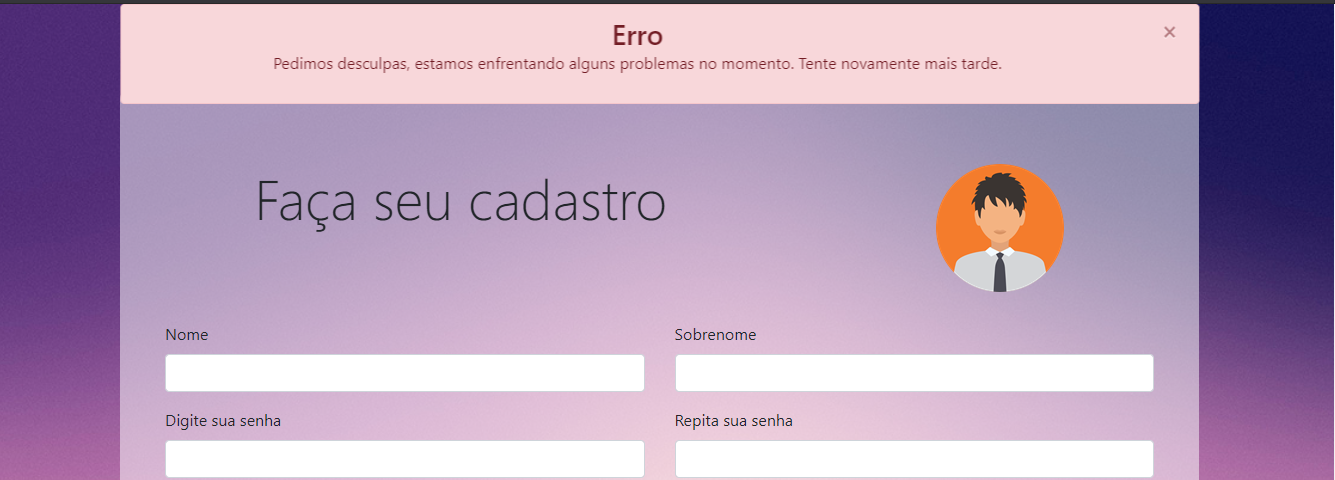 Erro
×
Pedimos desculpas, estamos enfrentando alguns problemas no momento. Tente novamente mais tarde.
Faça seu cadastro
Nome
Sobrenome
Digite sua senha
Repita sua senha